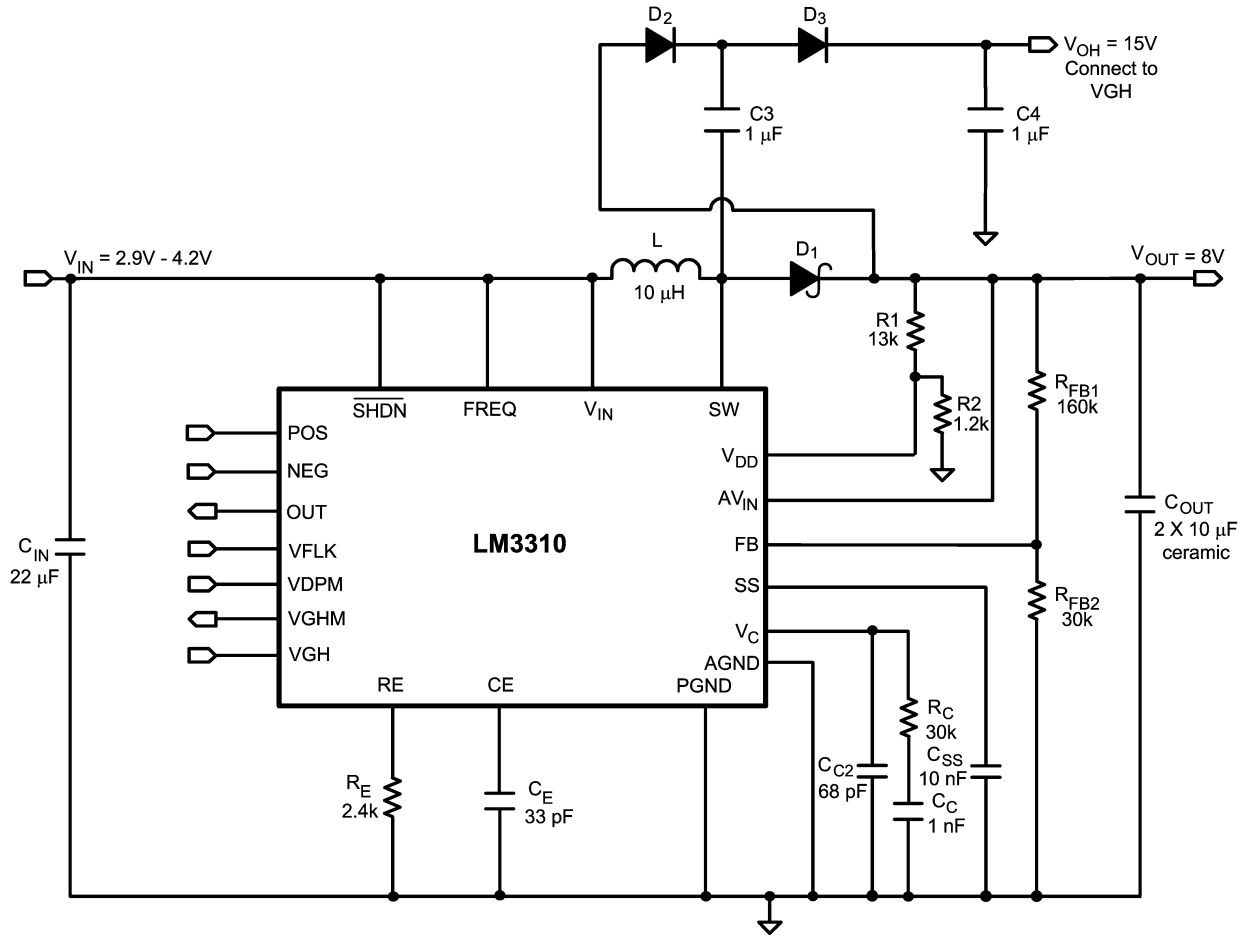 D2
D3
VOH = 15V
Connect to
VGH
C3
1 μF
C4
1 μF
VIN = 2.9V - 4.2V
L
10 μH
D1
VOUT = 8V
R1
13k
R2
1.2k
RFB1
160k
SHDN
FREQ
VIN
SW
POS
NEG
OUT
VFLK
VDPM
VGHM
VGH
VDD
AVIN
FB
SS
VC
AGND
PGND
LM3310
RE
CE
CIN
22 μF
COUT
2 X 10 μF
ceramic
RFB2
30k
RE
2.4k
CE
33 pF
CC2
68 pF
RC
30k
CSS
10 nF
CC
1 nF